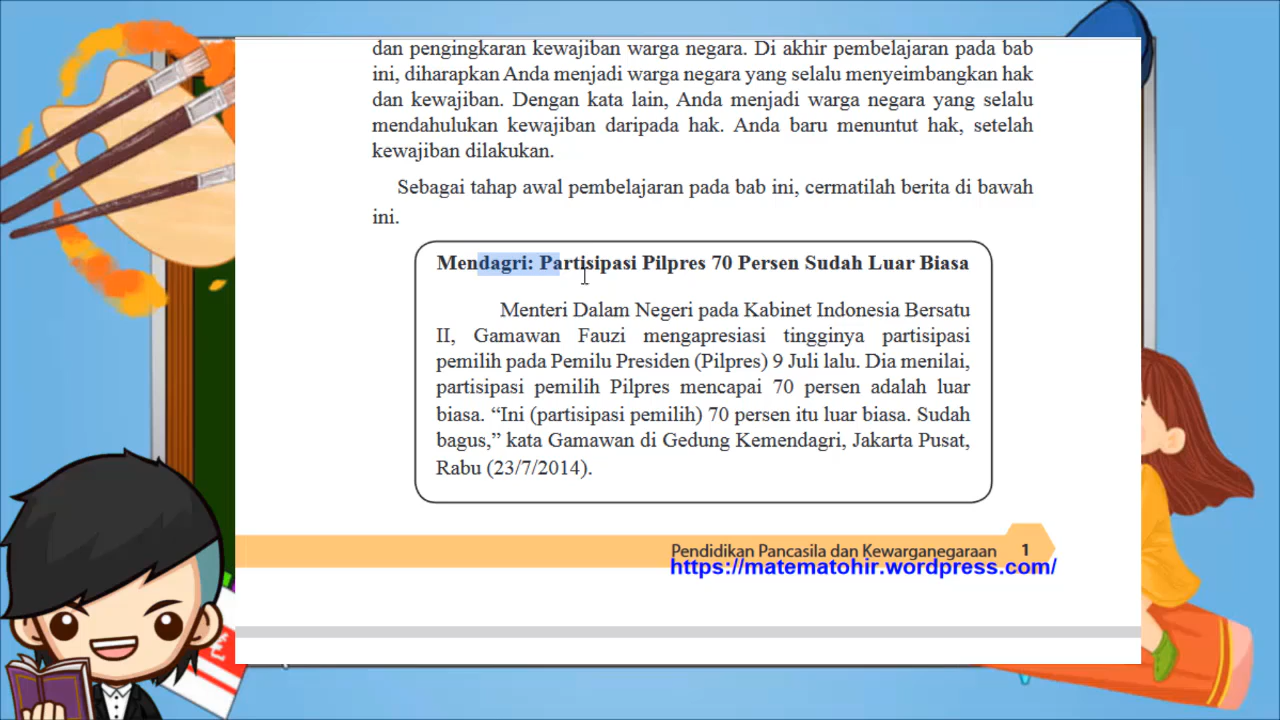 dan pengingkaran kewajiban warga negara. Di akhir pembelajaran pada bab
ini, diharapkan Anda menjadi warga negara yang selalu menyeimbangkan hak
dan kewajiban. Dengan kata lain, Anda menjadi warga negara yang selalu
mendahulukan kewajiban daripada hak. Anda baru menuntut hak, setelah
kewajiban dilakukan.
Sebagai tahap awal pembelajaran pada bab ini, cermatilah berita di bawah
ini.
Mendagri: Partisipasi Pilpres 70 Persen Sudah Luar Biasa
Menteri Dalam Negeri pada Kabinet Indonesia Bersatu
II, Gamawan Fauzi mengapresiasi tingginya partisipasi
pemilih pada Pemilu Presiden (Pilpres) 9 Juli lalu. Dia menilai,
partisipasi pemilih Pilpres mencapai 70 persen adalah luar
biasa. “Ini (partisipasi pemilih) 70 persen itu luar biasa. Sudah
bagus,” kata Gamawan di Gedung Kemendagri, Jakarta Pusat,
Rabu (23/7/2014).
Pendidikan Pancasila dan Kewarganegaraan 1
https://matematohir.wordpress.com/